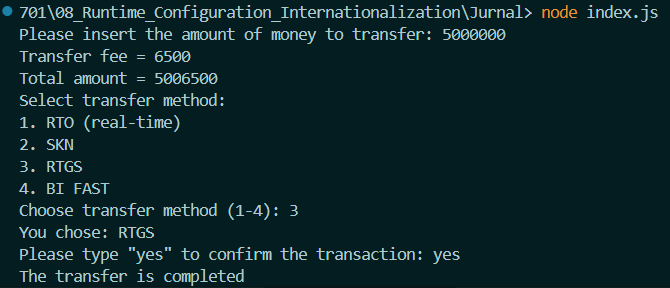 701\08_Runtime_Configuration_Internationalization\Jurnal> node index.js
Please insert the amount of money to transfer: 5000000
Transfer fee = 6500
Total amount = 5006500
Select transfer method:
1. RTO (real-time)
2. SKN
3. RTGS
4. BI FAST
Choose transfer method (1-4): 3
You chose: RTGS
Please type "yes" to confirm the transaction: yes
The transfer is completed